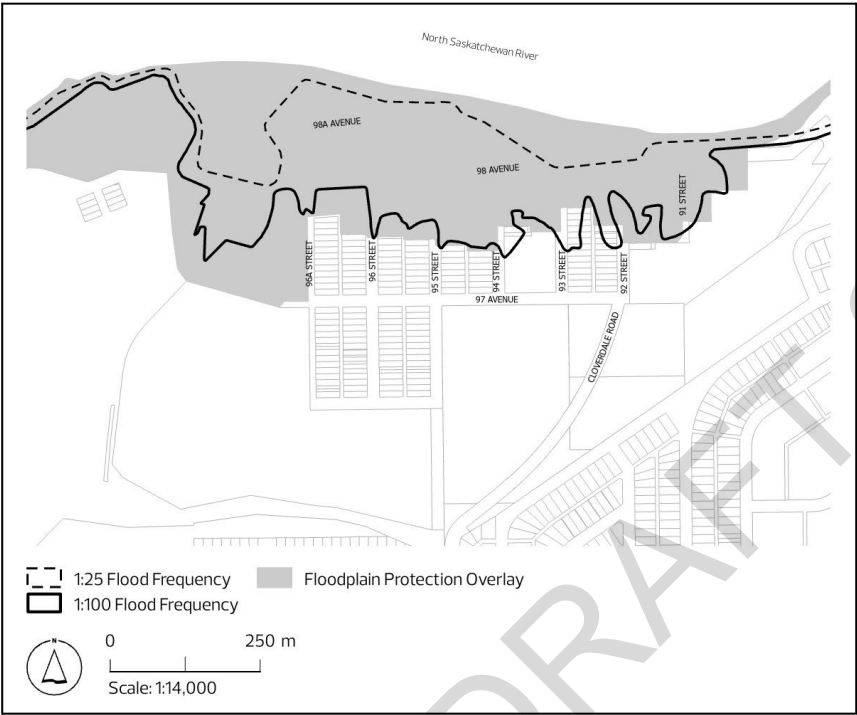 North Saskatchewan River
98A AVENUE
98 AVENUE
91 STREET
96A STREET
96 STREET
95 STREET
94 STREET
93 STREET
92 STREET
97 AVENUE
CLOVERDALE ROAD
1:25 Flood Frequency
Floodplain Protection Overlay
1:100 Flood Frequency
N
0 250 m
Scale: 1:14,000
DRAFT